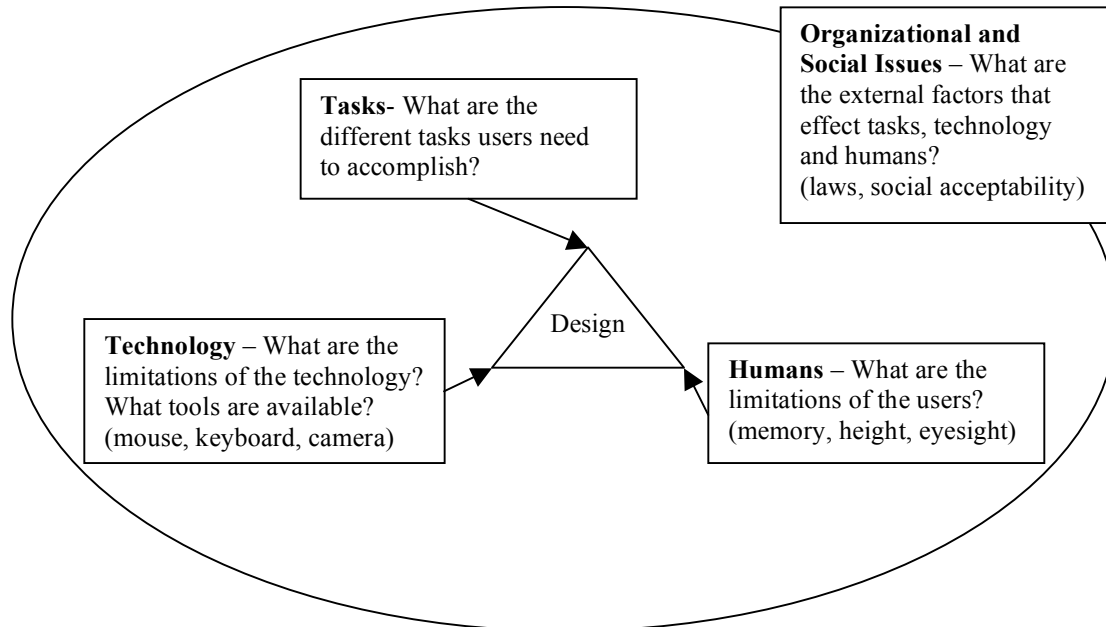 Organizational and
Social Issues – What are
the external factors that
effect tasks, technology
and humans?
(laws, social acceptability)
Tasks- What are the
different tasks users need
to accomplish?
Design
Technology – What are the
limitations of the technology?
What tools are available?
(mouse, keyboard, camera)
Humans – What are the
limitations of the users?
(memory, height, eyesight)